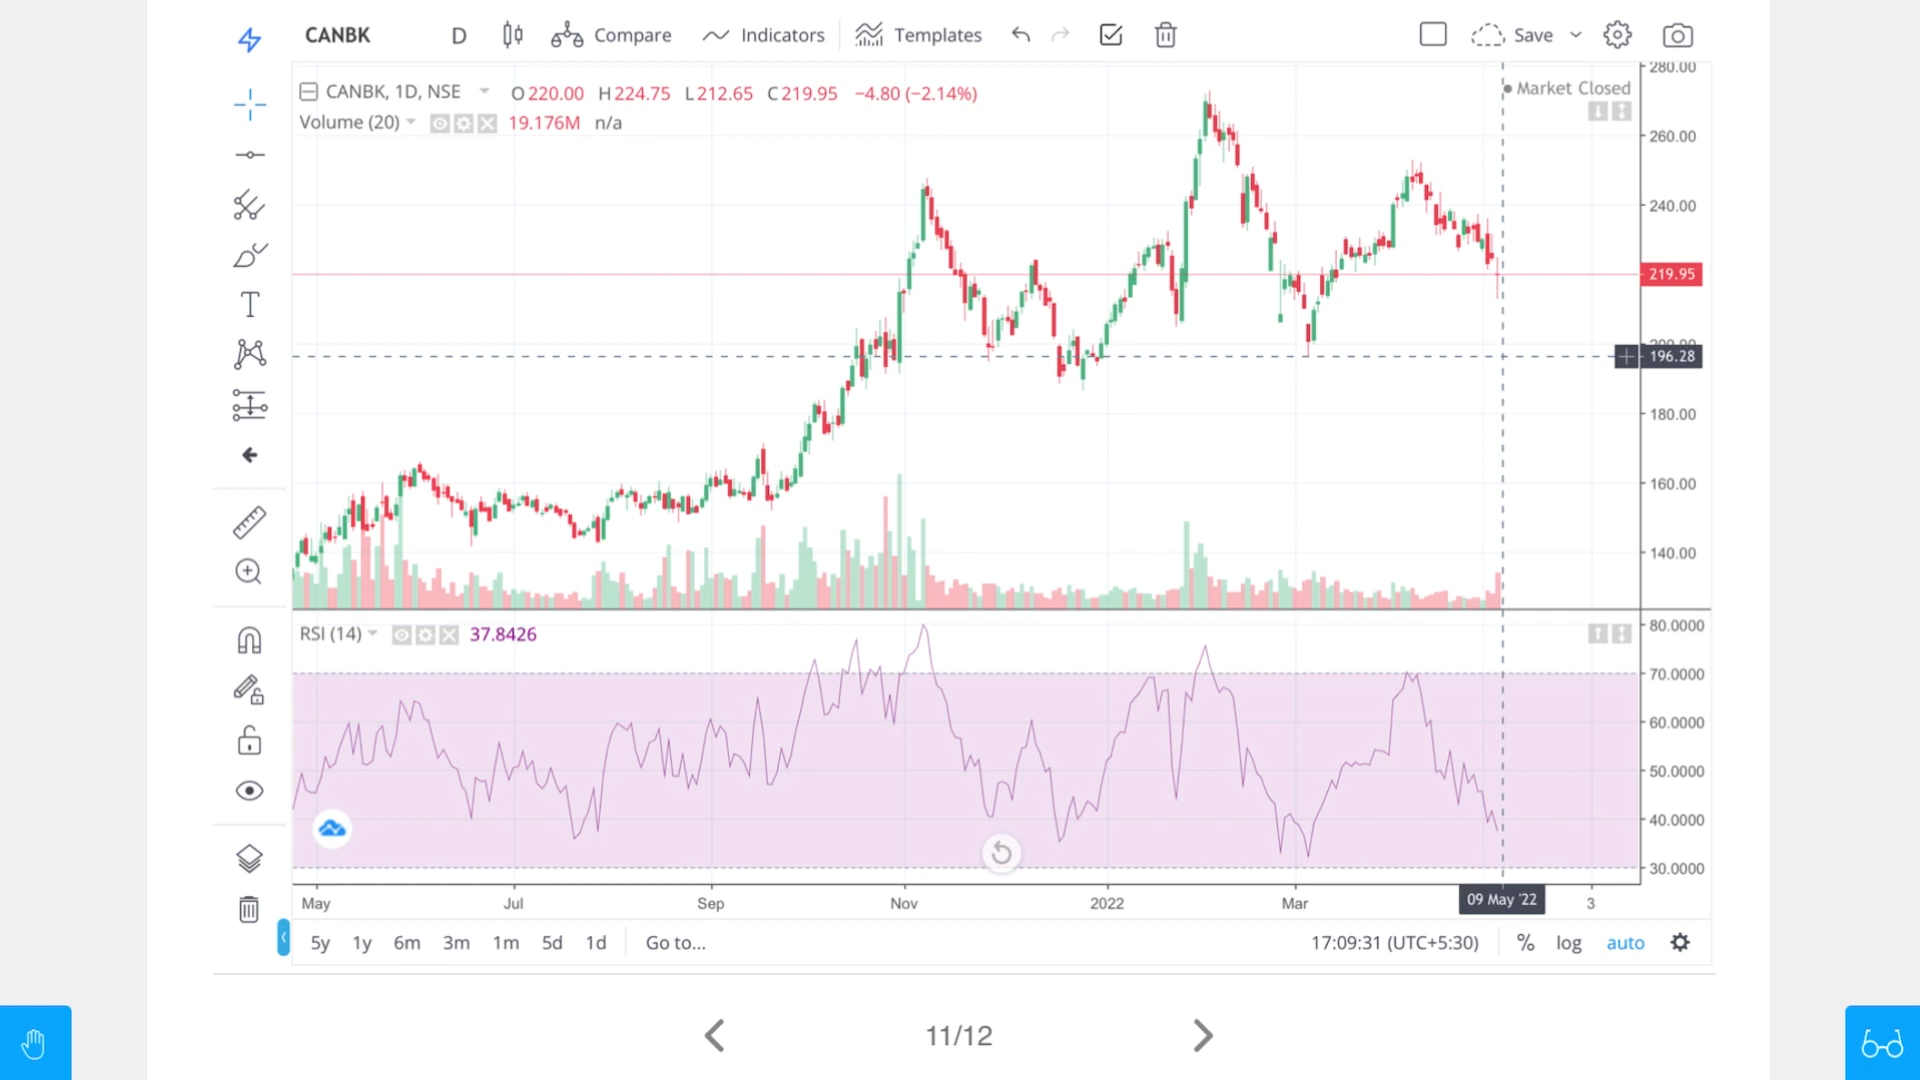 CANBK D Compare Indicators Templates Save
CANBK, 1D, NSE O 220.00 H 224.75 L 212.65 C 219.95 −4.80 (−2.14%)
Market Closed
Volume (20) 19.176M n/a
280.00
260.00
240.00
219.95
200.00
196.28
180.00
160.00
140.00
RSI (14) 37.8426
80.0000
70.0000
60.0000
50.0000
40.0000
30.0000
May Jul Sep Nov 2022 Mar 09 May '22 3
5y 1y 6m 3m 1m 5d 1d Go to... 17:09:31 (UTC+5:30) % log auto
11/12